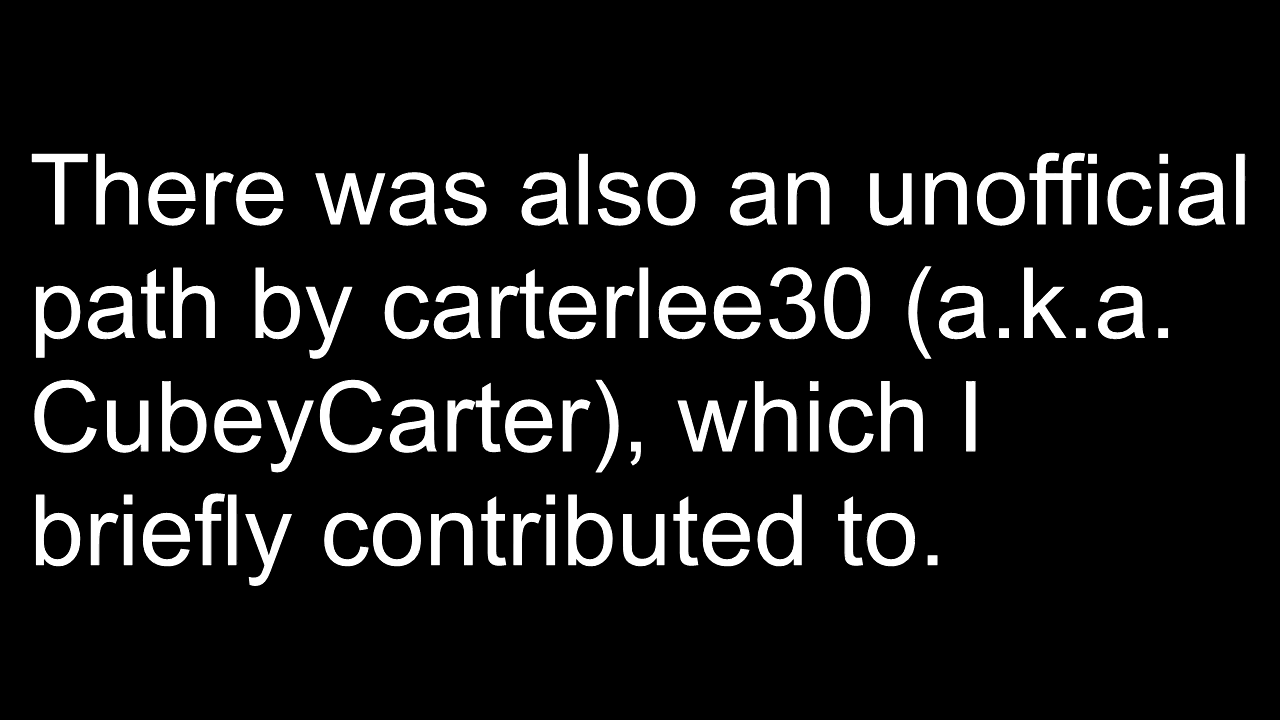 There was also an unofficial
path by carterlee30 (a.k.a.
CubeyCarter), which I
briefly contributed to.